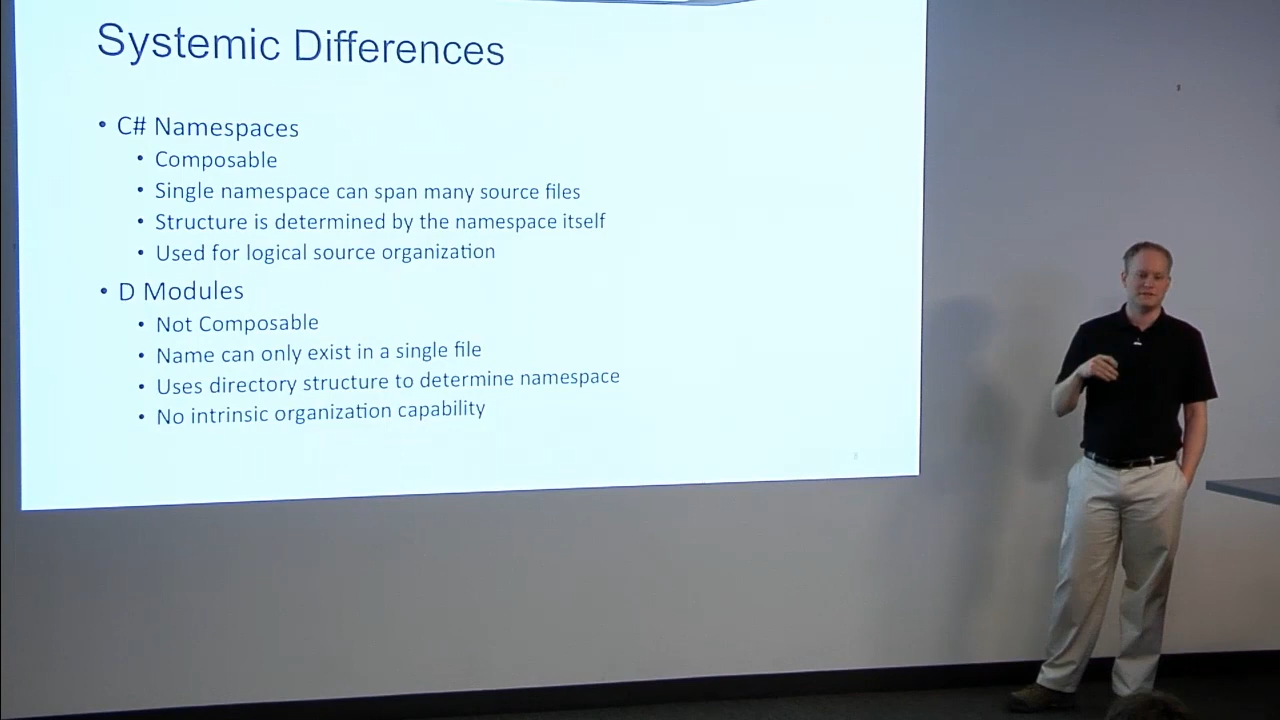 Systemic Differences
• C# Namespaces
• Composable
• Single namespace can span many source files
• Structure is determined by the namespace itself
• Used for logical source organization
• D Modules
• Not Composable
• Name can only exist in a single file
• Uses directory structure to determine namespace
• No intrinsic organization capability